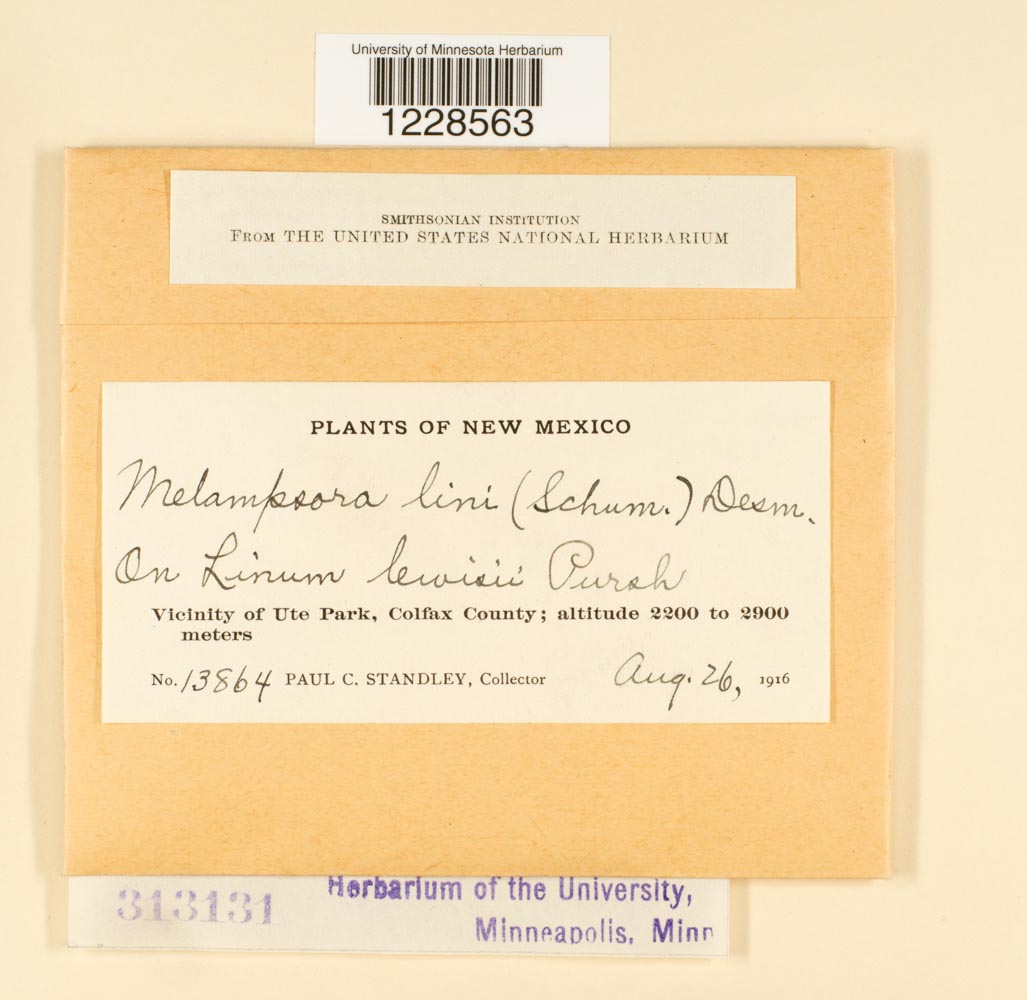 University of Minnesota Herbarium
1228563
SMITHSONIAN INSTITUTION
FROM THE UNITED STATES NATIONAL HERBARIUM
PLANTS OF NEW MEXICO
Melampsora lini (Schum.) Desm.
On Linum lewisii Pursh
Vicinity of Ute Park, Colfax County; altitude 2200 to 2900
meters
No. 13864 PAUL C. STANDLEY, Collector Aug. 26, 1916
313131 Herbarium of the University,
Minneapolis, Minn